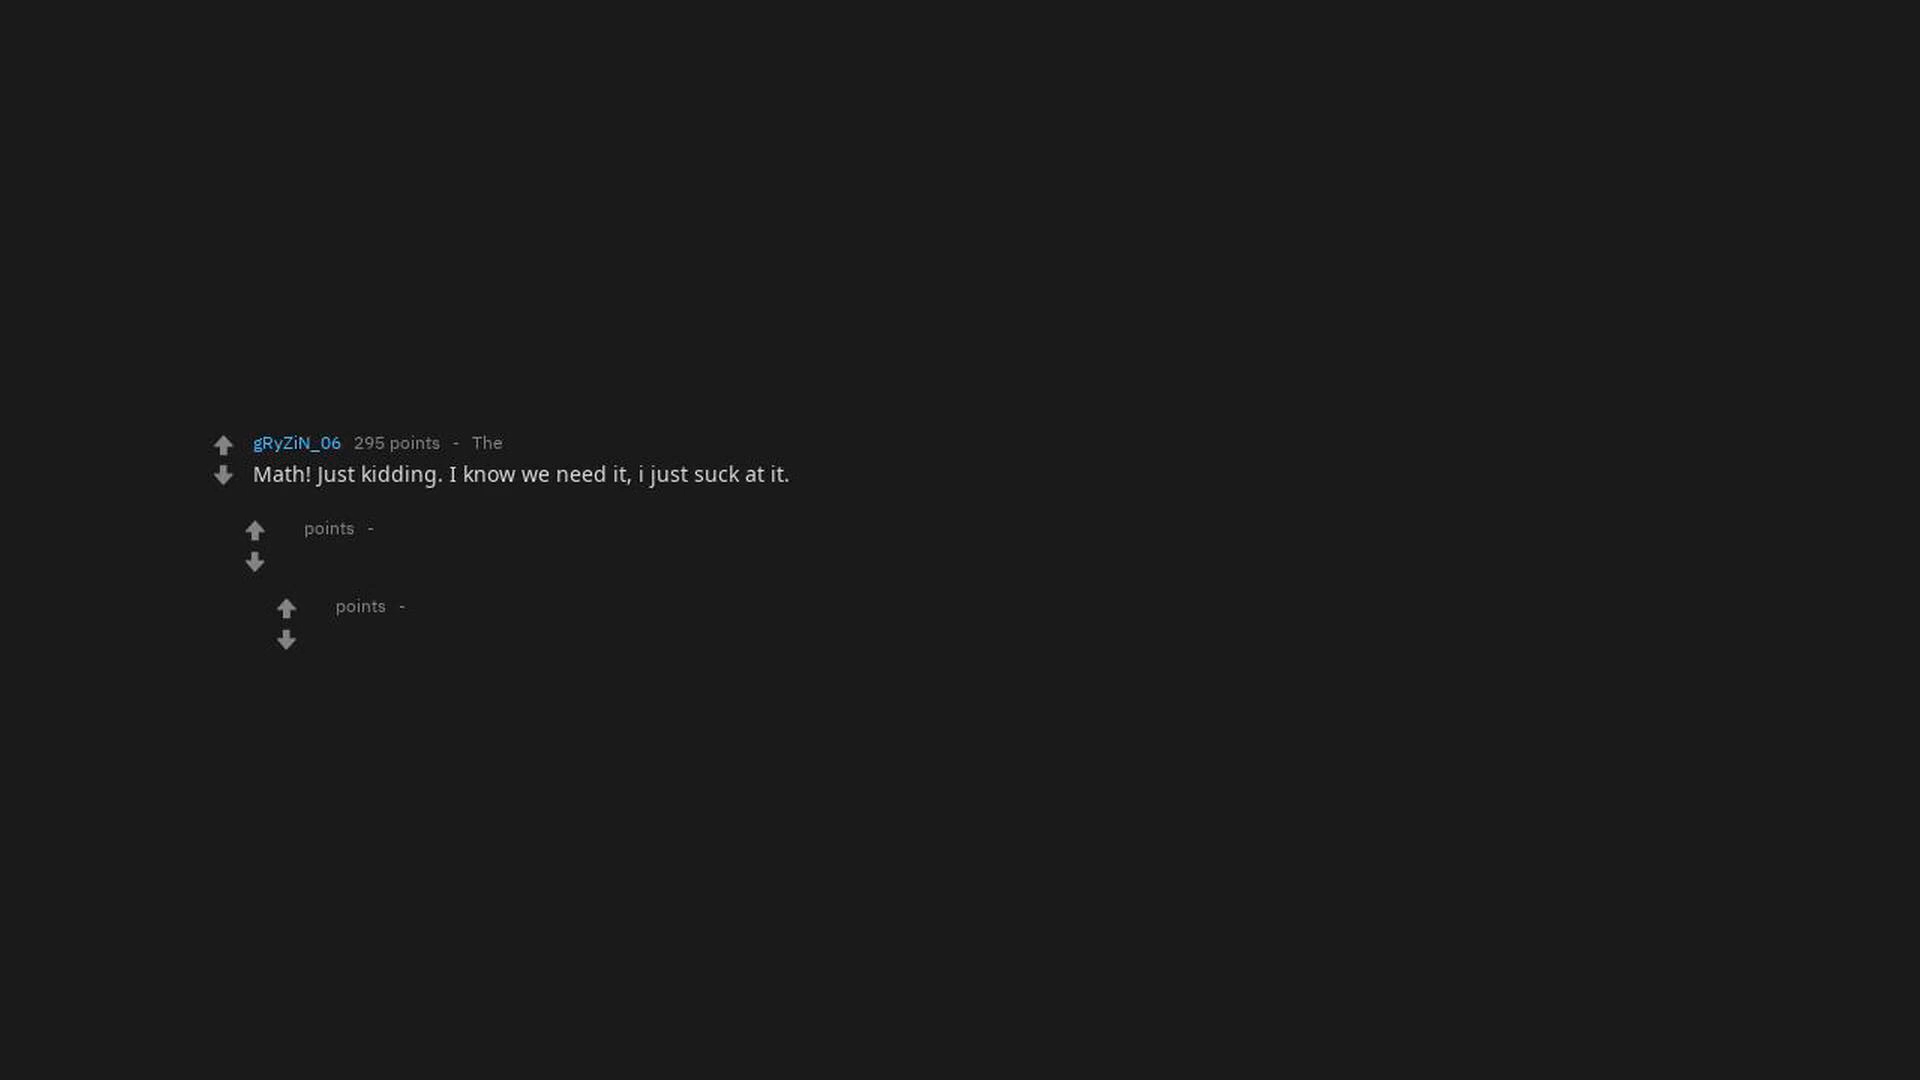 gRyZiN_06 295 points - The
Math! Just kidding. I know we need it, i just suck at it.
points -
points -